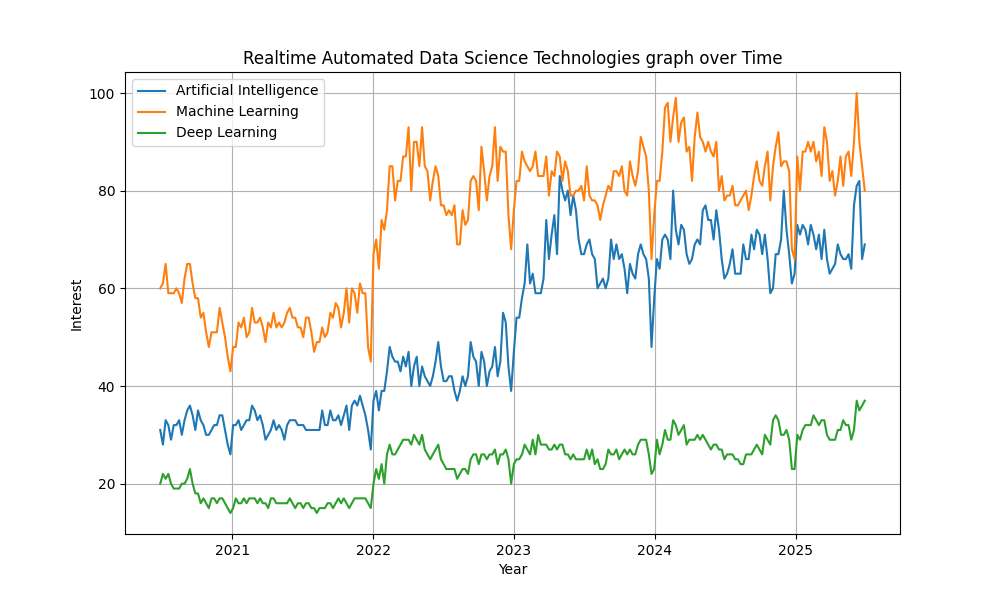 Realtime Automated Data Science Technologies graph over Time
Artificial Intelligence
Machine Learning
Deep Learning
100
80
60
40
20
Interest
2021 2022 2023 2024 2025
Year